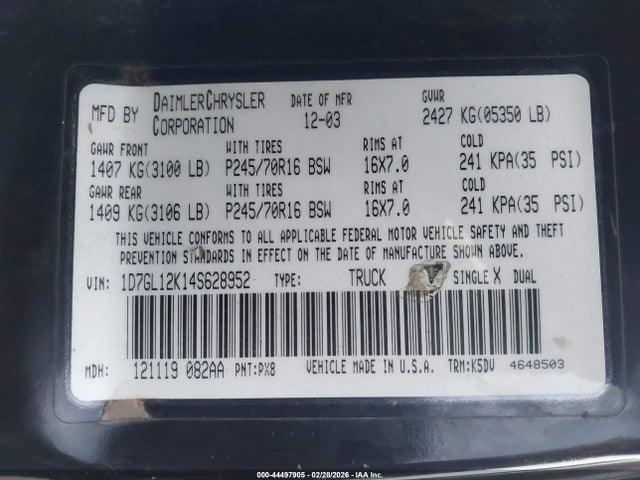 MFD BY DAIMLERCHRYSLER CORPORATION DATE OF MFR 12-03 GVWR 2427 KG(05350 LB)
GAWR FRONT WITH TIRES RIMS AT COLD
1407 KG(3100 LB) P245/70R16 BSW 16X7.0 241 KPA(35 PSI)
GAWR REAR WITH TIRES RIMS AT COLD
1409 KG(3106 LB) P245/70R16 BSW 16X7.0 241 KPA(35 PSI)
THIS VEHICLE CONFORMS TO ALL APPLICABLE FEDERAL MOTOR VEHICLE SAFETY AND THEFT
PREVENTION STANDARDS IN EFFECT ON THE DATE OF MANUFACTURE SHOWN ABOVE.
VIN: 1D7GL12K14S628952 TYPE: TRUCK SINGLE X DUAL
MDH: 121119 082AA PNT:PX8 VEHICLE MADE IN U.S.A. TRM:K5DV 4648503
000-44497905 - 02/28/2026 - IAA Inc.